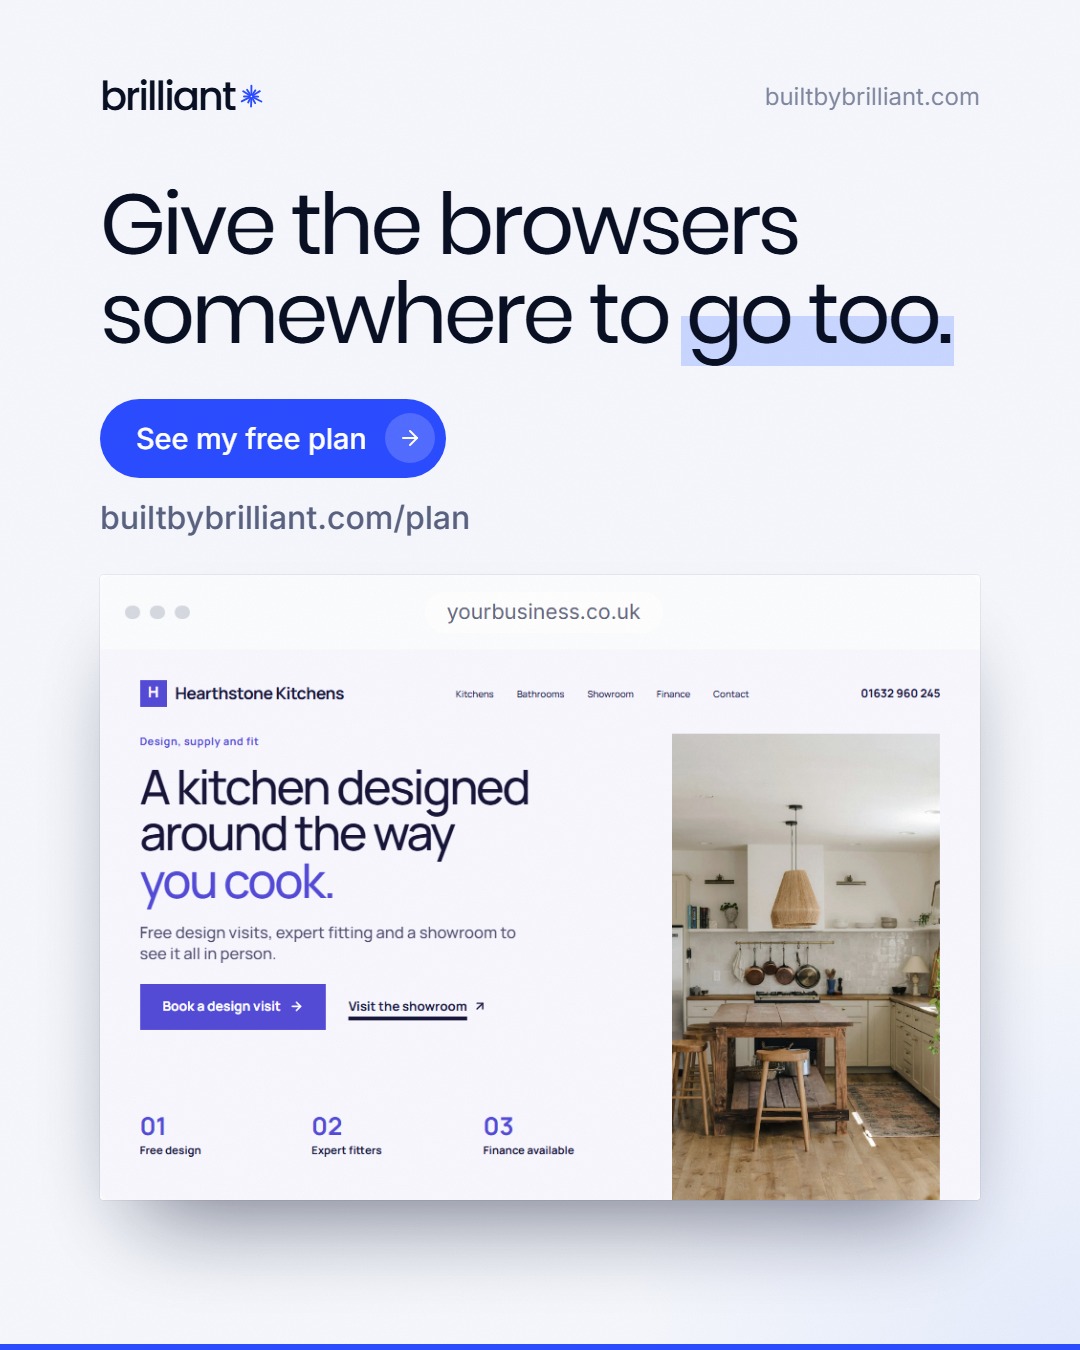 brilliant
builtbybrilliant.com
Give the browsers
somewhere to go too.
See my free plan
builtbybrilliant.com/plan
yourbusiness.co.uk
H Hearthstone Kitchens
Kitchens Bathrooms Showroom Finance Contact
01632 960 245
Design, supply and fit
A kitchen designed
around the way
you cook.
Free design visits, expert fitting and a showroom to
see it all in person.
Book a design visit
Visit the showroom
01 02 03
Free design Expert fitters Finance available